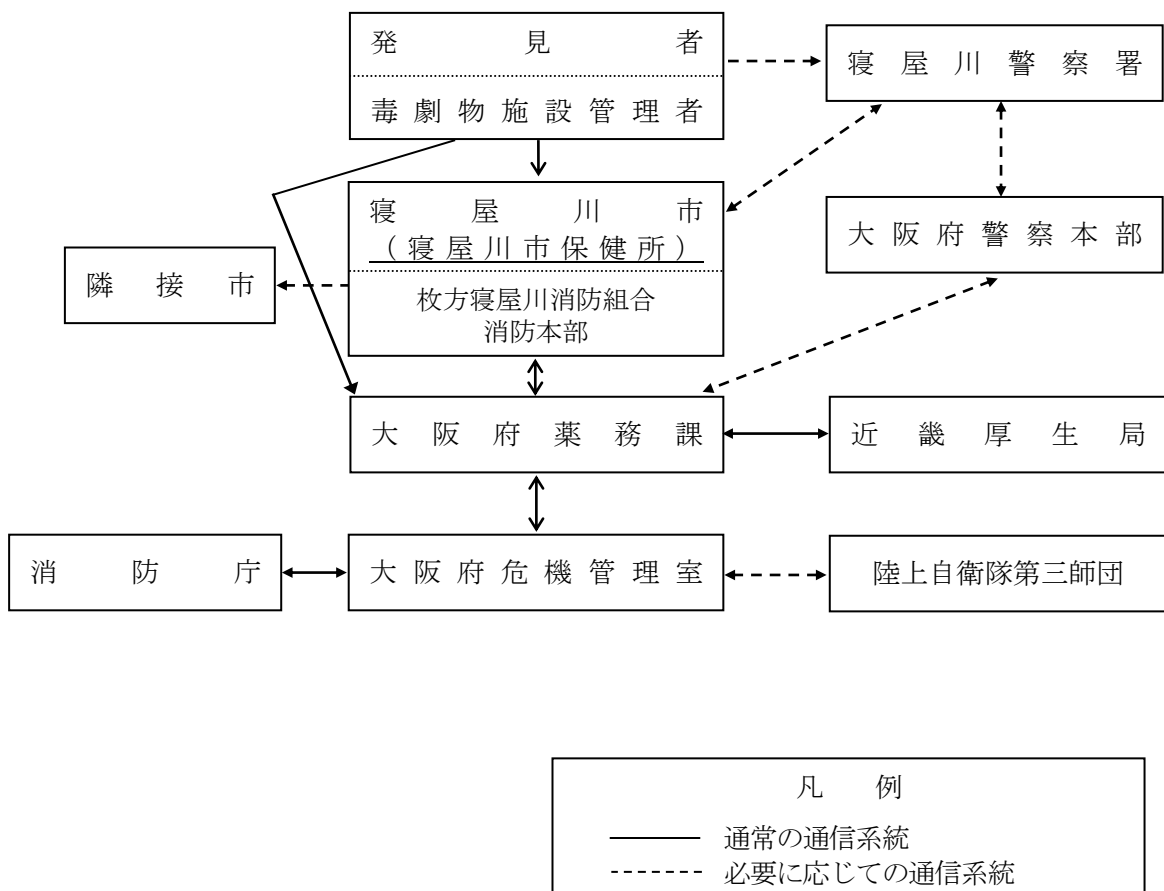 発見者
寝屋川警察署
毒劇物施設管理者
寝屋川市
(寝屋川市保健所)
大阪府警察本部
隣接市
枚方寝屋川消防組合
消防本部
大阪府薬務課
近畿厚生局
消防庁
大阪府危機管理室
陸上自衛隊第三師団
凡例
通常の通信系統
必要に応じての通信系統